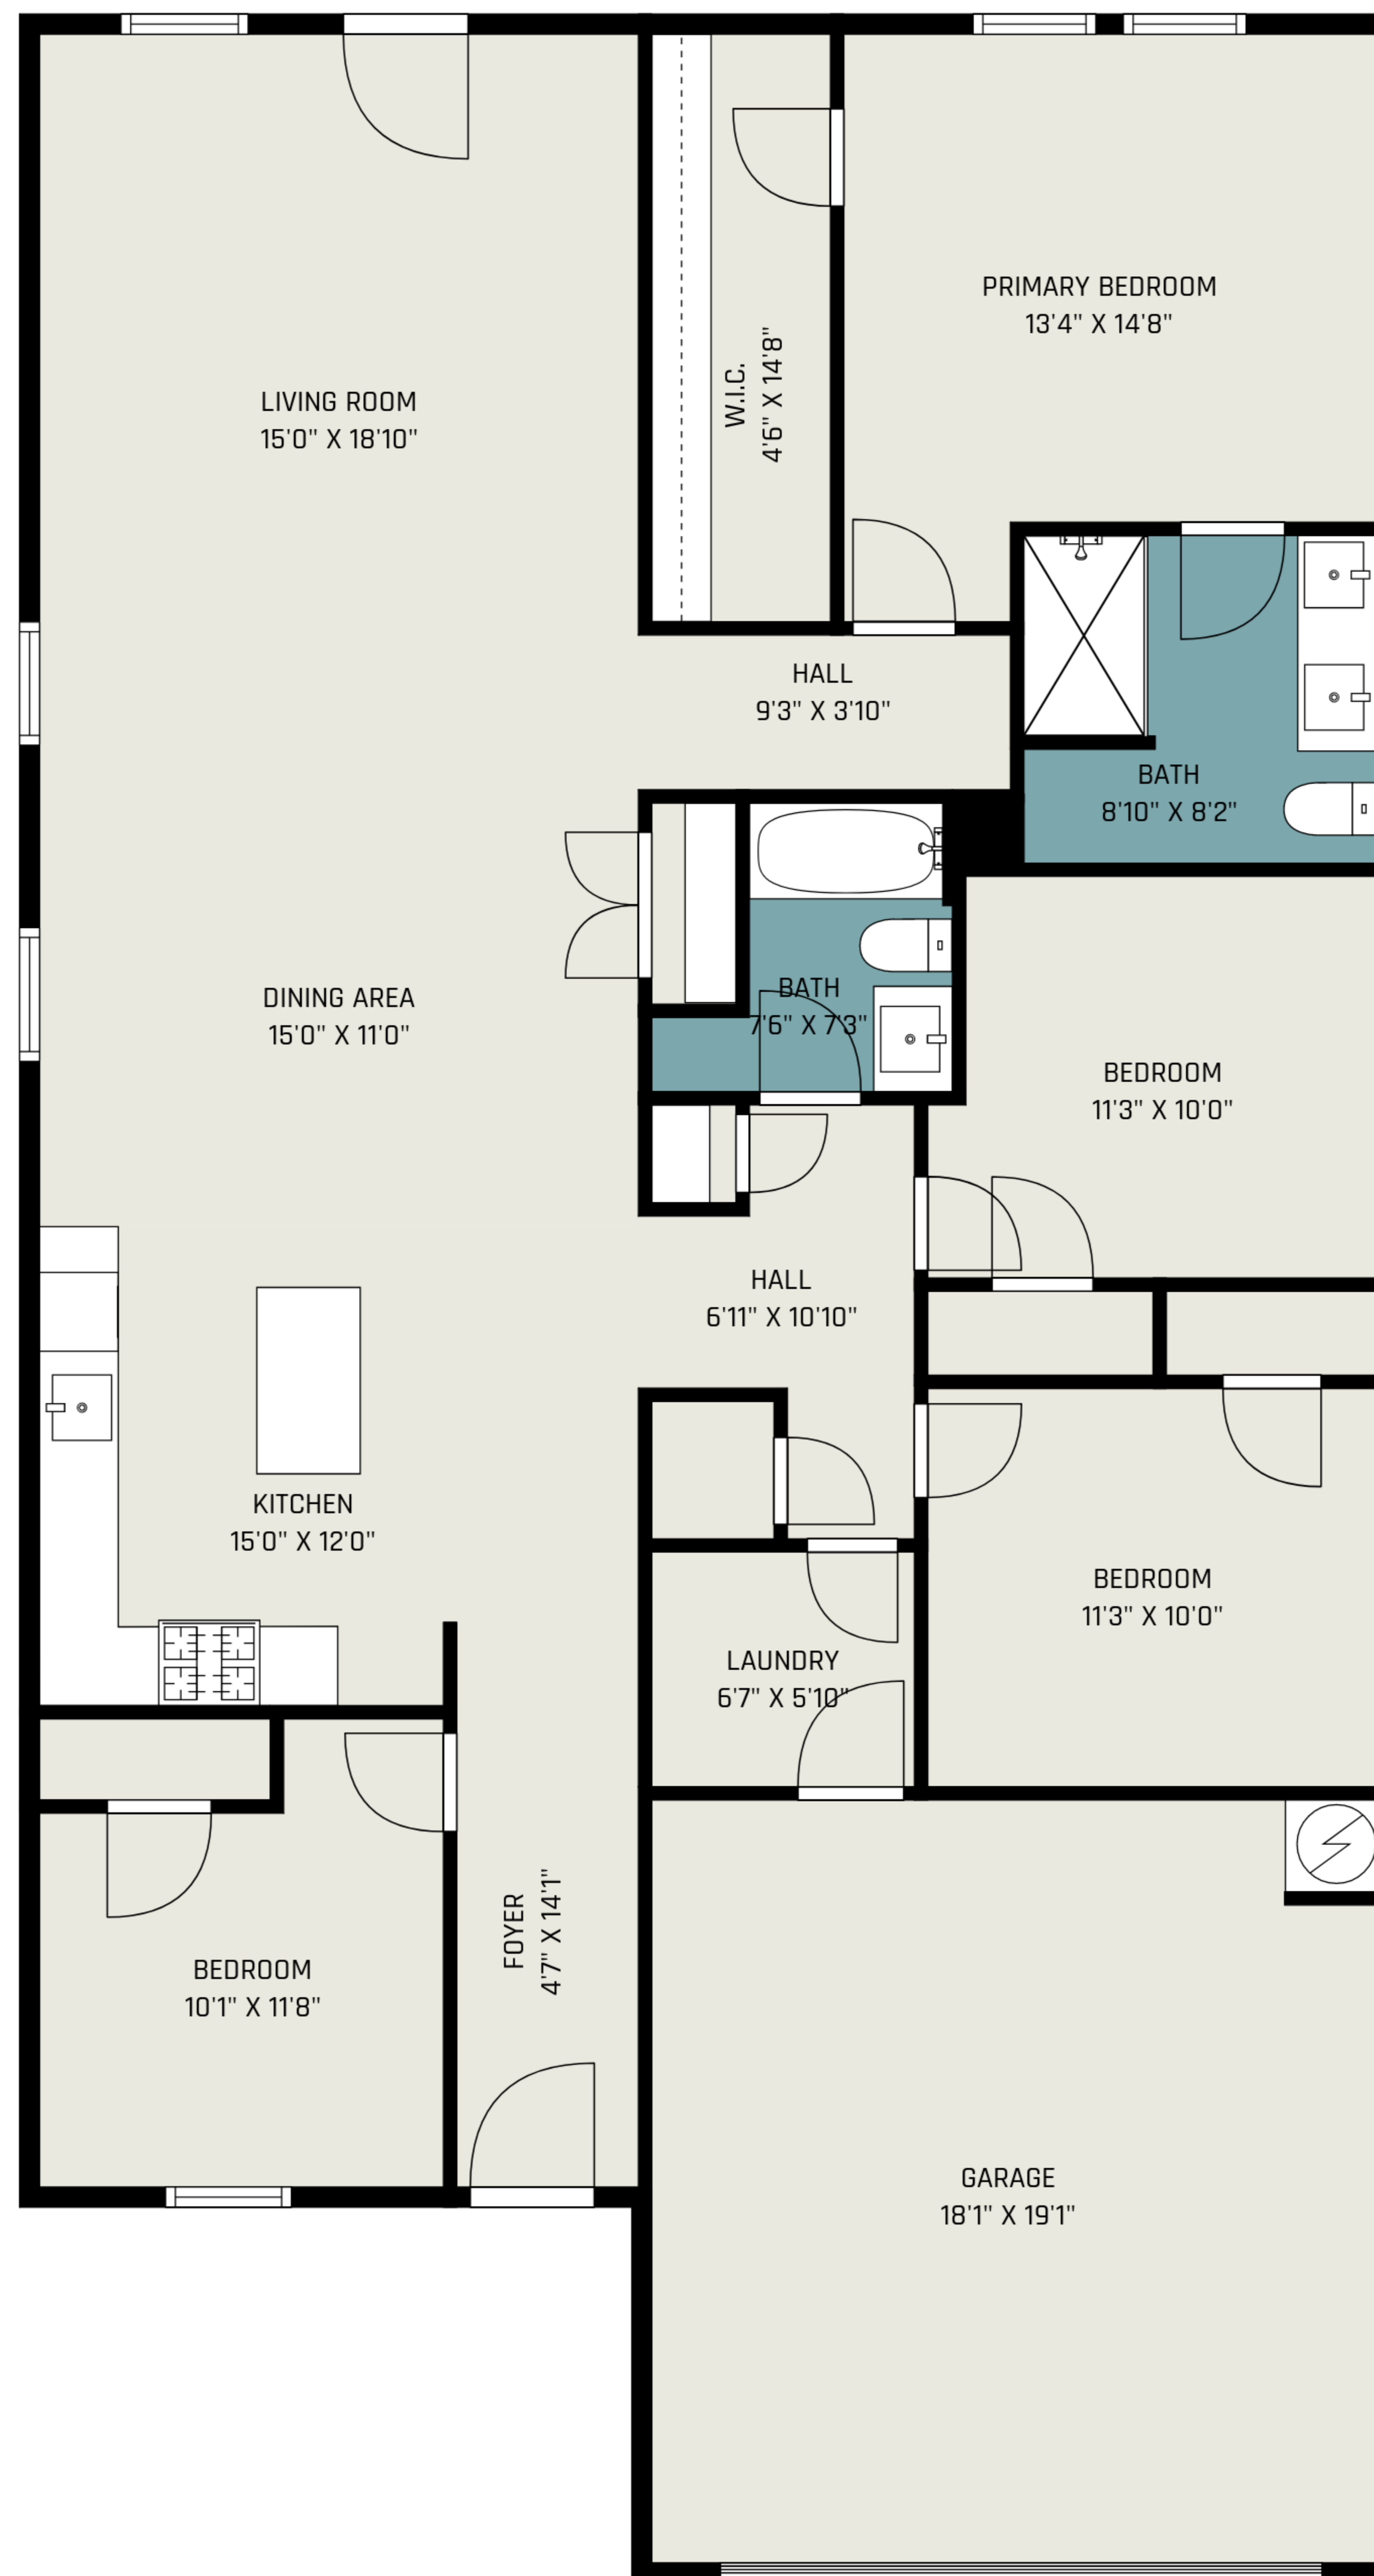 PRIMARY BEDROOM
13'4" X 14'8"
W.I.C.
4'6" X 14'8"
LIVING ROOM
15'0" X 18'10"
HALL
9'3" X 3'10"
BATH
8'10" X 8'2"
DINING AREA
15'0" X 11'0"
BATH
7'6" X 7'3"
BEDROOM
11'3" X 10'0"
HALL
6'11" X 10'10"
KITCHEN
15'0" X 12'0"
BEDROOM
11'3" X 10'0"
LAUNDRY
6'7" X 5'10"
FOYER
4'7" X 14'1"
BEDROOM
10'1" X 11'8"
GARAGE
18'1" X 19'1"